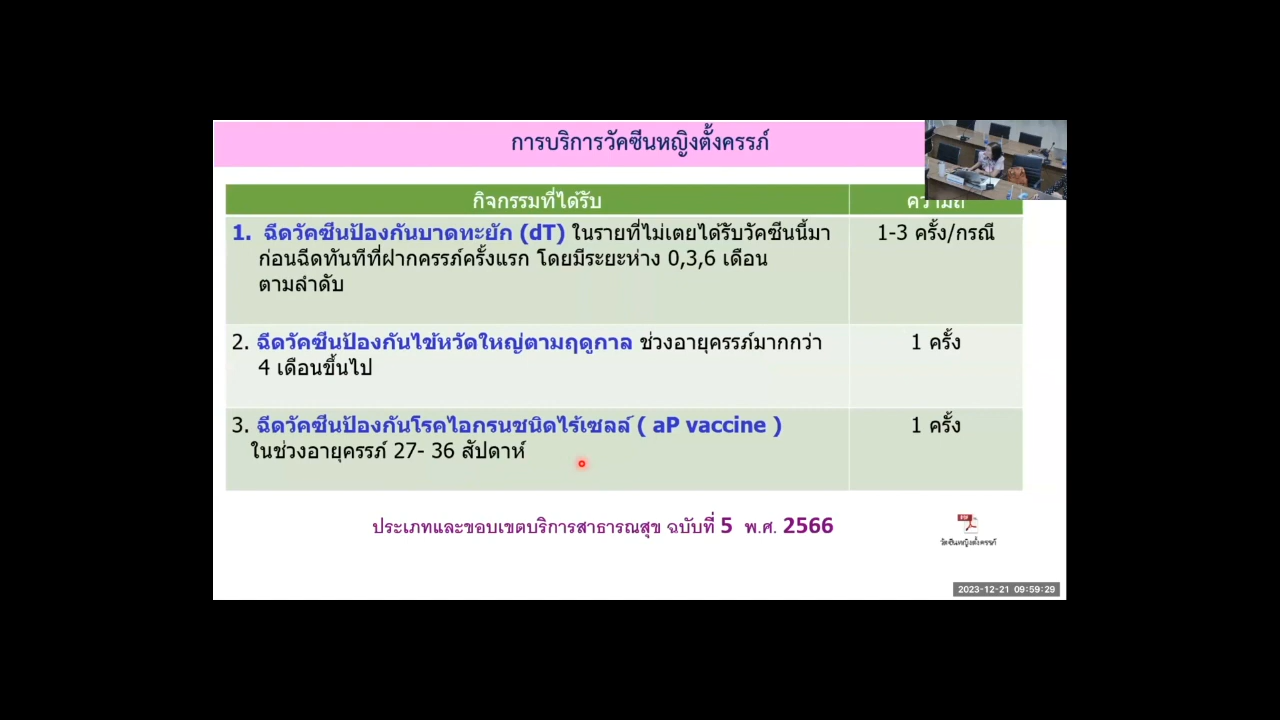 การบริการวัคซีนหญิงตั้งครรภ์
กิจกรรมที่ได้รับ
1. ฉีดวัคซีนป้องกันบาดทะยัก (dT) ในรายที่ไม่เตยได้รับวัคซีนนี้มา
ก่อนฉีดทันทีที่ฝากครรภ์ครั้งแรก โดยมีระยะห่าง 0,3,6 เดือน
ตามลำดับ
1-3 ครั้ง/กรณี
2. ฉีดวัคซีนป้องกันไข้หวัดใหญ่ตามฤดูกาล ช่วงอายุครรภ์มากกว่า
4 เดือนขึ้นไป
1 ครั้ง
3. ฉีดวัคซีนป้องกันโรคไอกรนชนิดไร้เซลล์ ( aP vaccine )
ในช่วงอายุครรภ์ 27- 36 สัปดาห์
1 ครั้ง
ประเภทและขอบเขตบริการสาธารณสุข ฉบับที่ 5 พ.ศ. 2566
วัคซีนหญิงตั้งครรภ์
2023-12-21 09:59:29